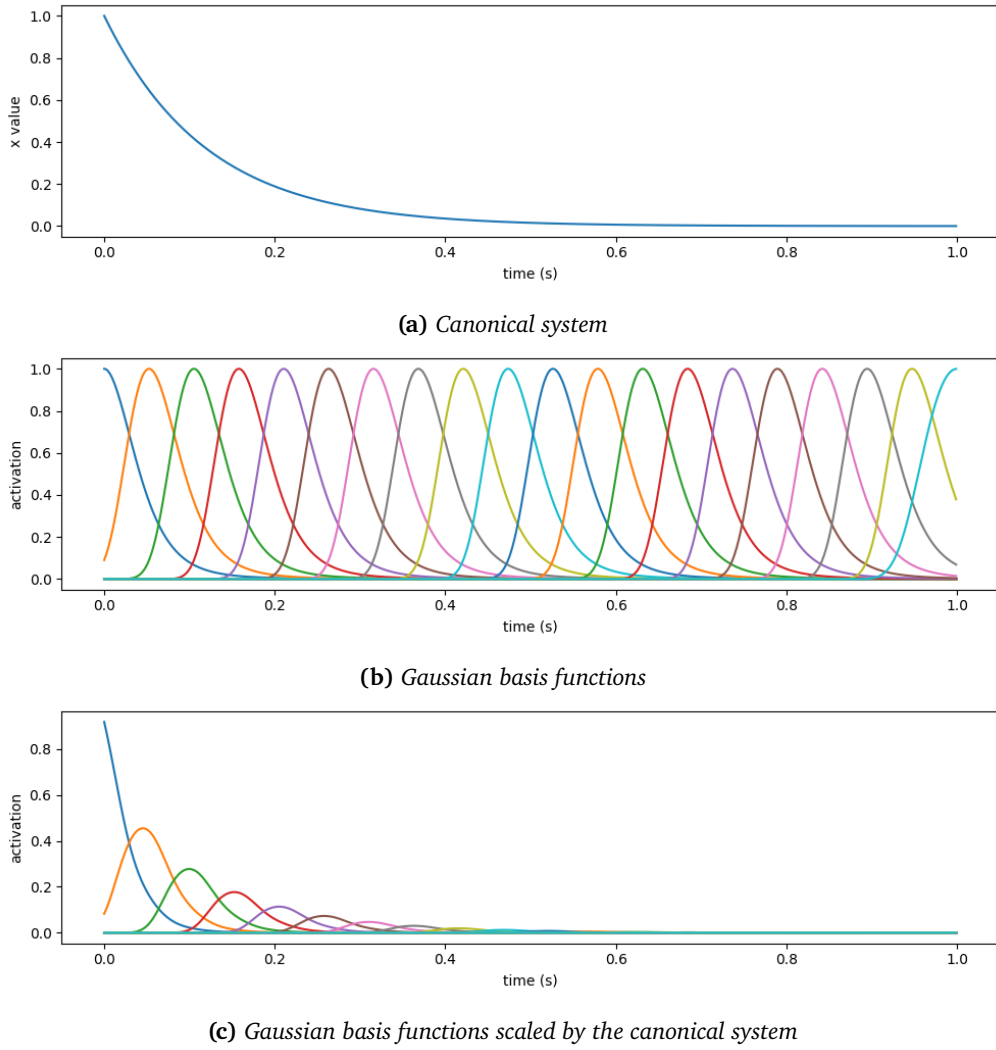 1.0
0.8
0.6
0.4
0.2
0.0
x value
0.0 0.2 0.4 0.6 0.8 1.0
time (s)
(a) Canonical system
1.0
0.8
0.6
0.4
0.2
0.0
activation
0.0 0.2 0.4 0.6 0.8 1.0
time (s)
(b) Gaussian basis functions
0.8
0.6
0.4
0.2
0.0
activation
0.0 0.2 0.4 0.6 0.8 1.0
time (s)
(c) Gaussian basis functions scaled by the canonical system